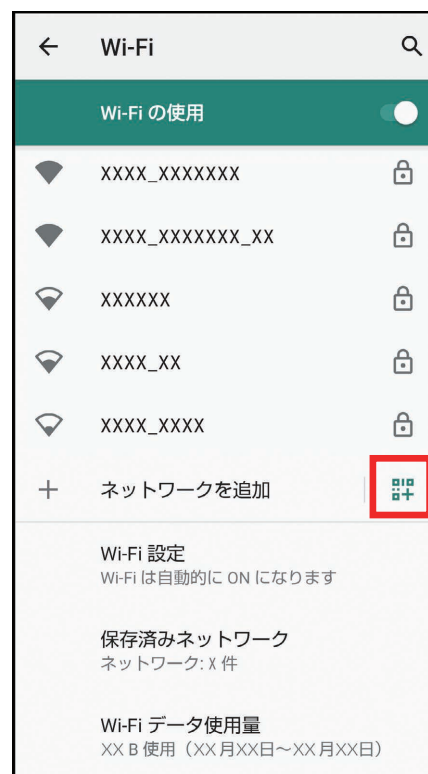 Wi-Fi
Wi-Fi の使用
XXXX_XXXXXXX
XXXX_XXXXXXX_XX
XXXXXX
XXXX_XX
XXXX_XXXX
ネットワークを追加
Wi-Fi 設定
Wi-Fi は自動的に ON になります
保存済みネットワーク
ネットワーク: X 件
Wi-Fi データ使用量
XX B 使用（XX 月XX日～XX 月XX日）